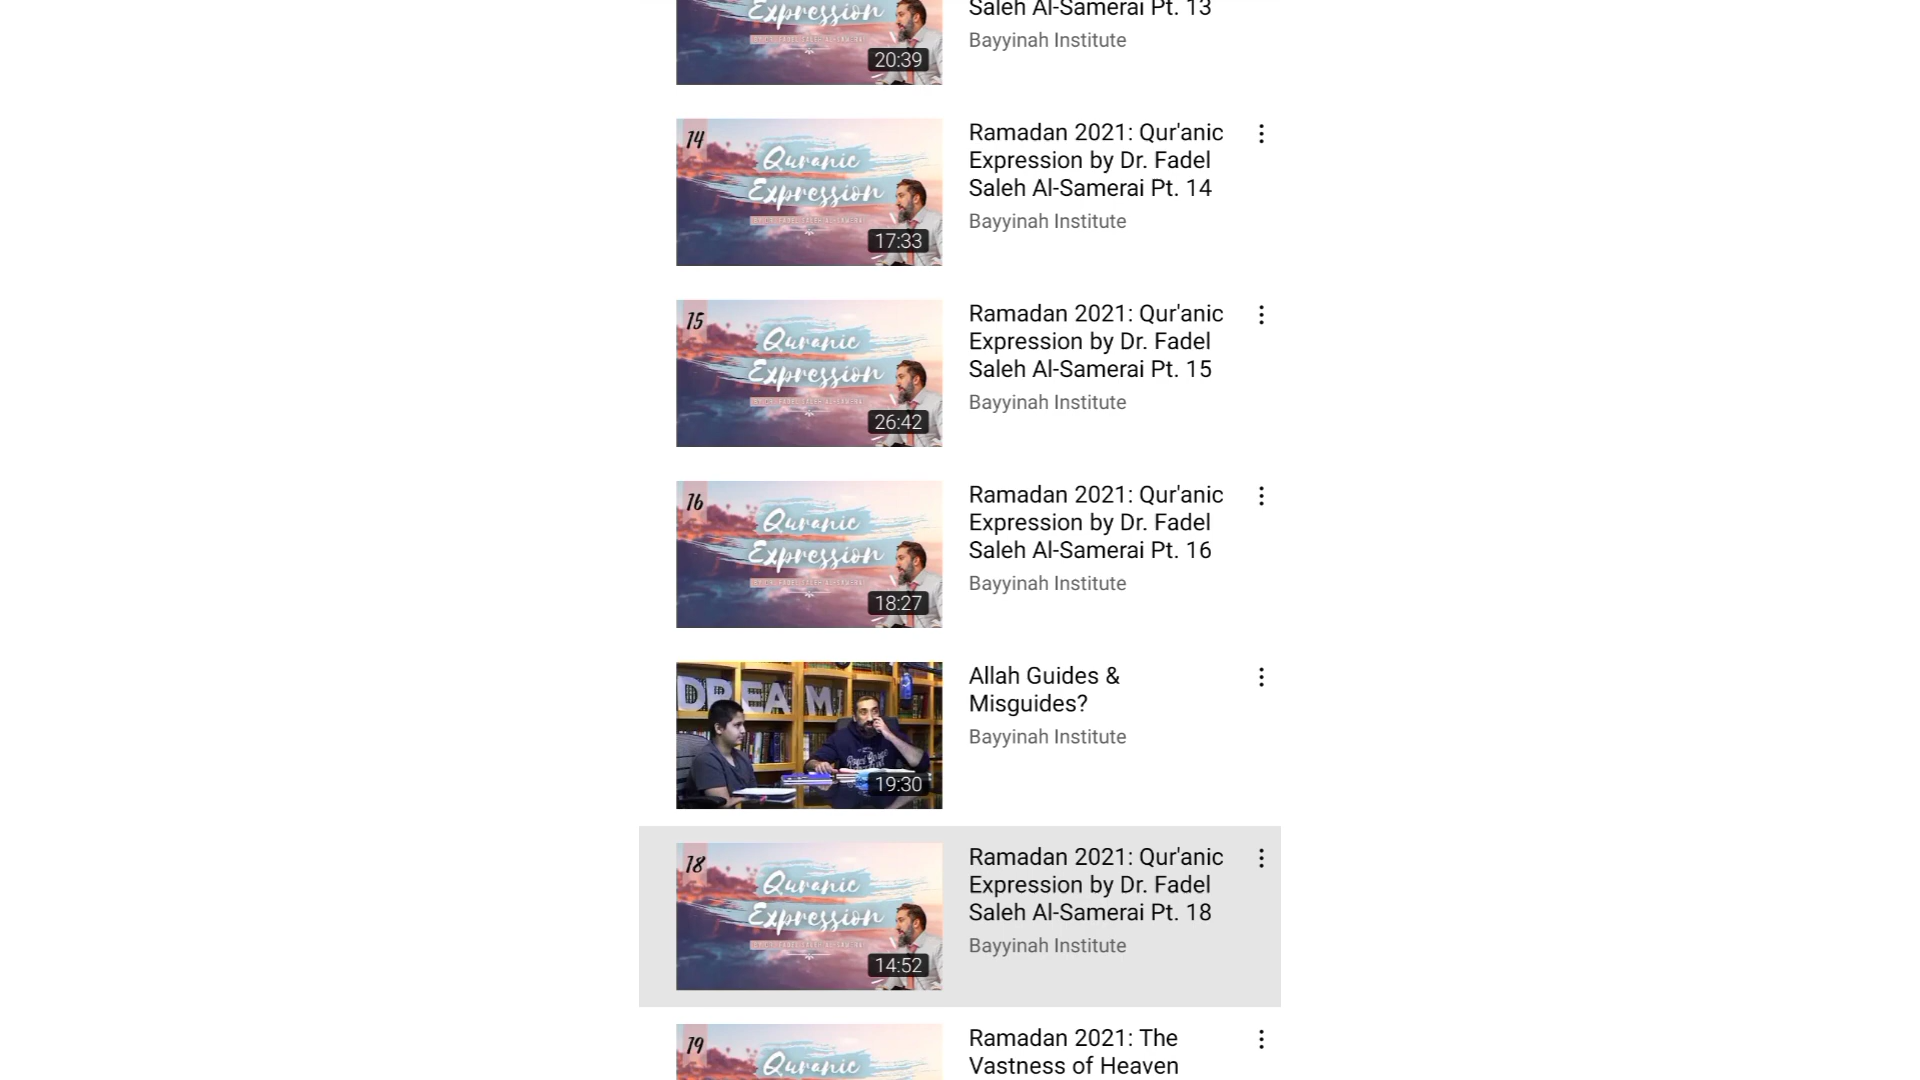 Expression
20:39
Saleh Al-Samerai Pt. 13
Bayyinah Institute
14
Quranic
Expression
17:33
Ramadan 2021: Qur'anic
Expression by Dr. Fadel
Saleh Al-Samerai Pt. 14
Bayyinah Institute
15
Quranic
Expression
26:42
Ramadan 2021: Qur'anic
Expression by Dr. Fadel
Saleh Al-Samerai Pt. 15
Bayyinah Institute
16
Quranic
Expression
18:27
Ramadan 2021: Qur'anic
Expression by Dr. Fadel
Saleh Al-Samerai Pt. 16
Bayyinah Institute
DREAM
19:30
Allah Guides &
Misguides?
Bayyinah Institute
18
Quranic
Expression
14:52
Ramadan 2021: Qur'anic
Expression by Dr. Fadel
Saleh Al-Samerai Pt. 18
Bayyinah Institute
19
Quranic
Ramadan 2021: The
Vastness of Heaven